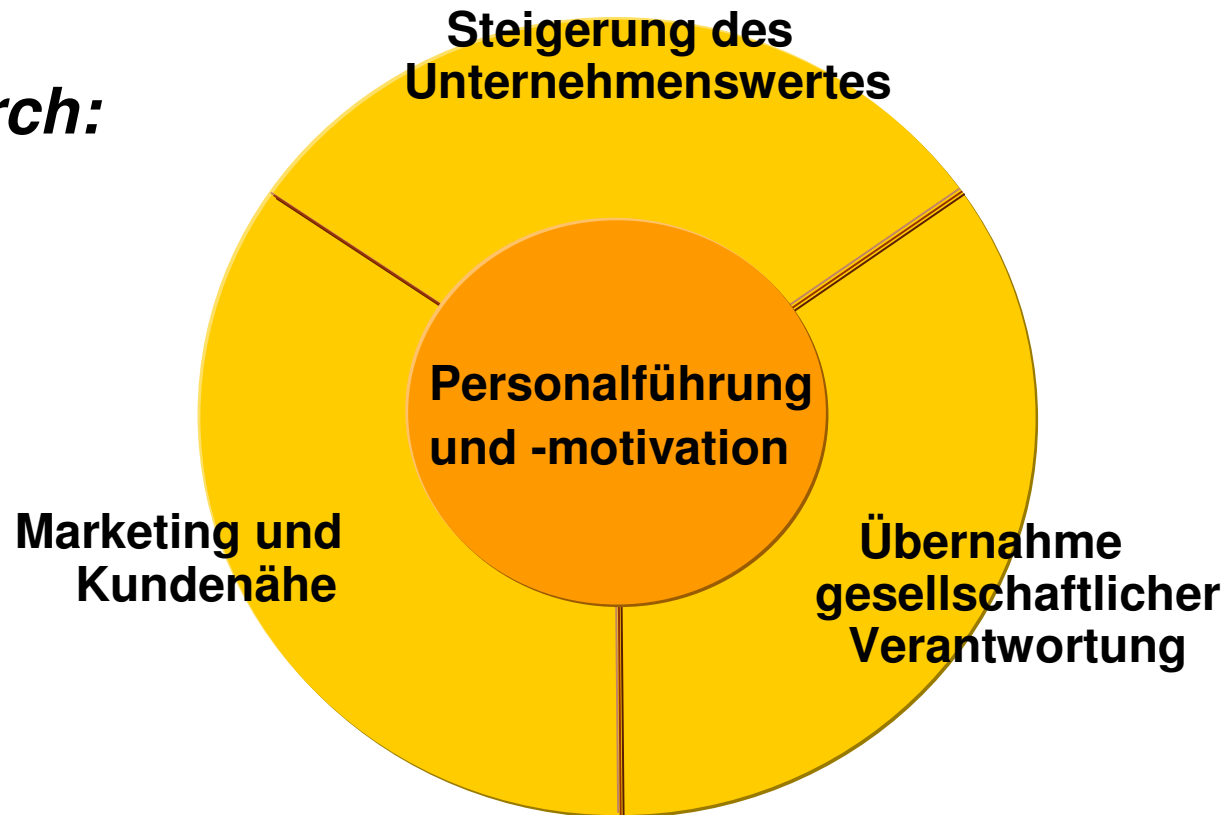 Steigerung des
Unternehmenswertes
rch:
Personalführung
und -motivation
Marketing und
Kundenähe
Übernahme
gesellschaftlicher
Verantwortung